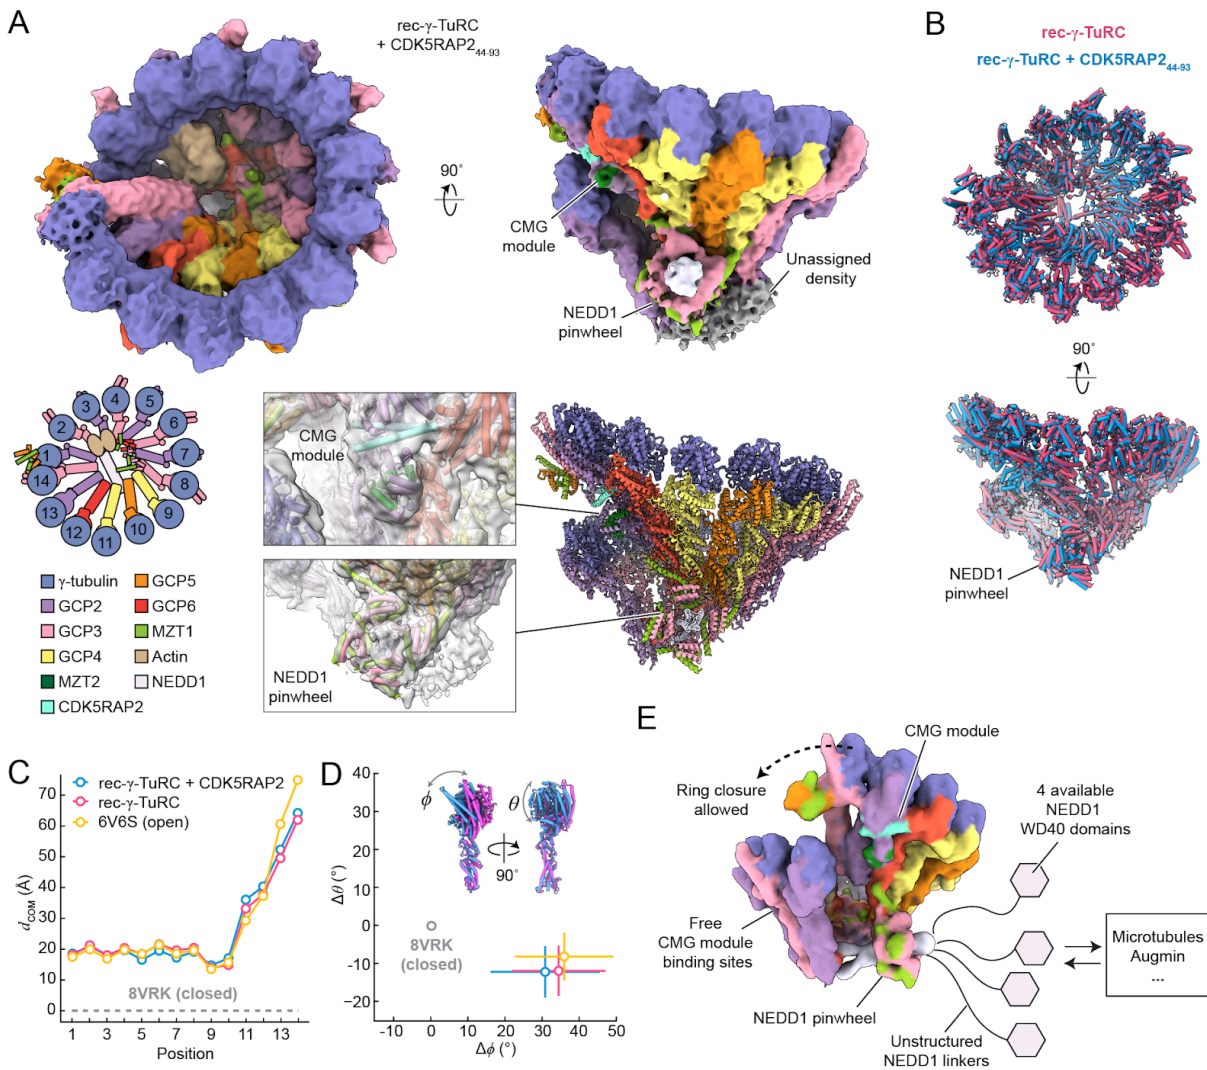 A
rec-γ-TuRC
+ CDK5RAP2₄₄₋₉₃
90°
CMG
module
NEDD1
pinwheel
Unassigned
density
1
2
3
4
5
6
7
8
9
10
11
12
13
14
CMG
module
NEDD1
pinwheel
γ-tubulin
GCP2
GCP3
GCP4
MZT2
CDK5RAP2
GCP5
GCP6
MZT1
Actin
NEDD1
B
rec-γ-TuRC
rec-γ-TuRC + CDK5RAP2₄₄₋₉₃
90°
NEDD1
pinwheel
C
rec-γ-TuRC + CDK5RAP2
rec-γ-TuRC
6V6S (open)
70
60
50
40
30
20
10
0
d_COM (Å)
8VRK (closed)
1 3 5 7 9 11 13
Position
D
ϕ
θ
90°
40
30
20
10
0
−10
−20
Δθ (°)
8VRK
(closed)
-10 0 10 20 30 40 50
Δϕ (°)
E
CMG module
Ring closure
allowed
4 available
NEDD1
WD40 domains
Free
CMG module
binding sites
Microtubules
Augmin
...
NEDD1 pinwheel
Unstructured
NEDD1 linkers